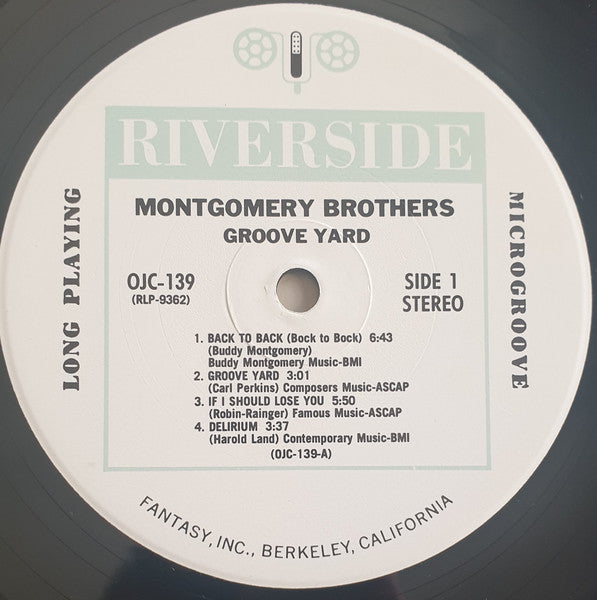 RIVERSIDE
MONTGOMERY BROTHERS
GROOVE YARD
LONG PLAYING
MICROGROOVE
OJC-139
(RLP-9362)
SIDE 1
STEREO
1. BACK TO BACK (Bock to Bock) 6:43
(Buddy Montgomery)
Buddy Montgomery Music-BMI
2. GROOVE YARD 3:01
(Carl Perkins) Composers Music-ASCAP
3. IF I SHOULD LOSE YOU 5:50
(Robin-Rainger) Famous Music-ASCAP
4. DELIRIUM 3:37
(Harold Land) Contemporary Music-BMI
(OJC-139-A)
FANTASY, INC., BERKELEY, CALIFORNIA